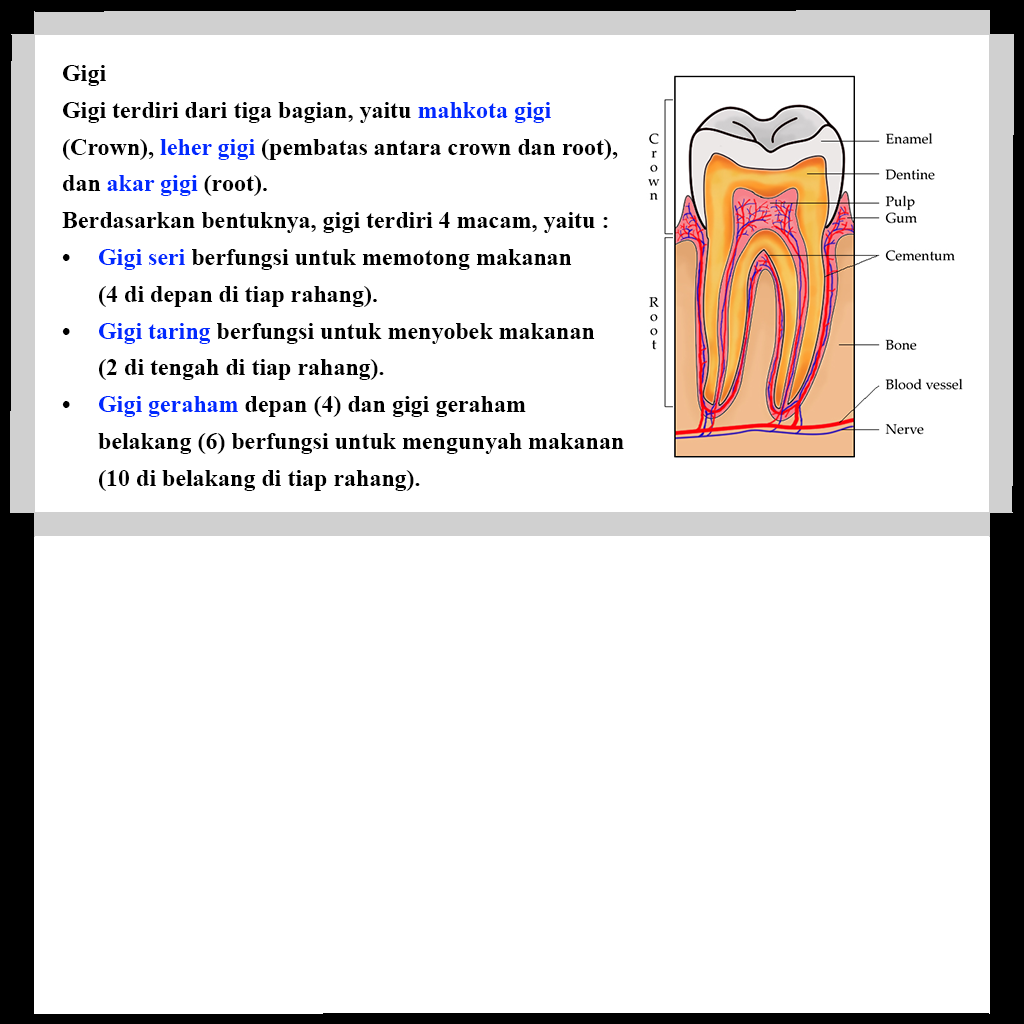 Gigi
Gigi terdiri dari tiga bagian, yaitu mahkota gigi
(Crown), leher gigi (pembatas antara crown dan root),
dan akar gigi (root).
Berdasarkan bentuknya, gigi terdiri 4 macam, yaitu :
• Gigi seri berfungsi untuk memotong makanan
(4 di depan di tiap rahang).
• Gigi taring berfungsi untuk menyobek makanan
(2 di tengah di tiap rahang).
• Gigi geraham depan (4) dan gigi geraham
belakang (6) berfungsi untuk mengunyah makanan
(10 di belakang di tiap rahang).
Crown
Root
Enamel
Dentine
Pulp
Gum
Cementum
Bone
Blood vessel
Nerve